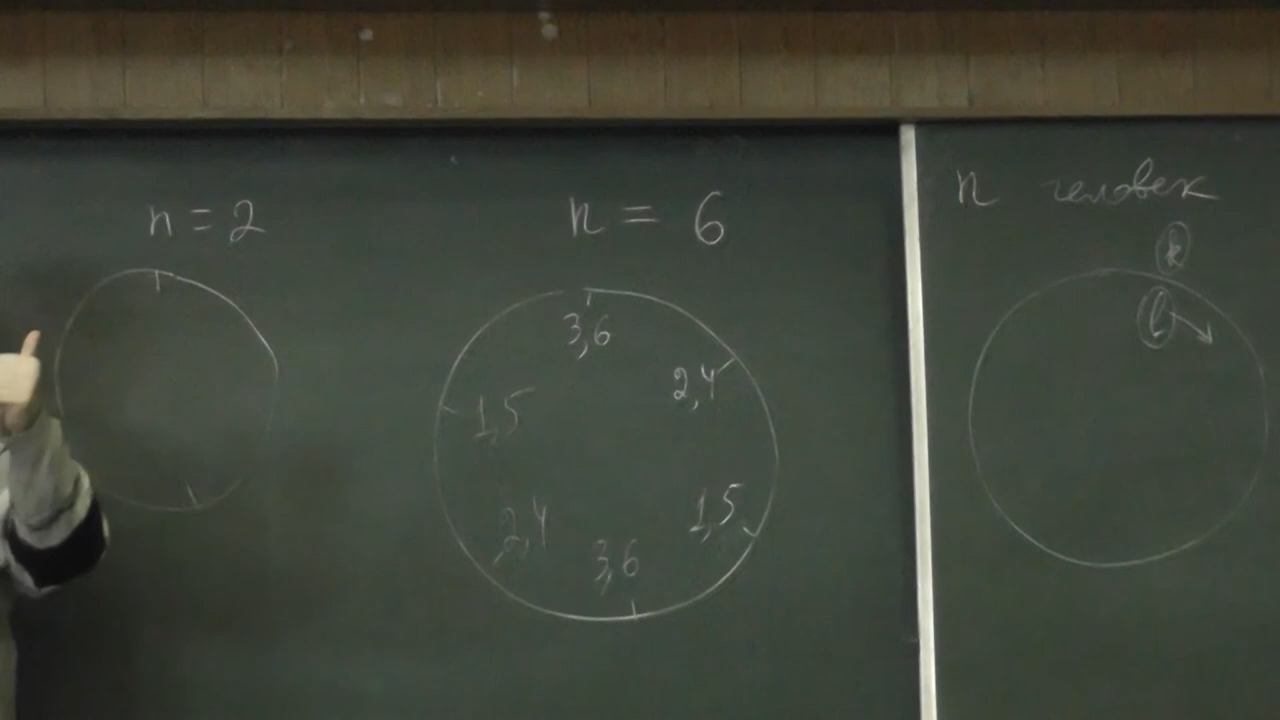 n = 2
n = 6
3,6
2,4
1,5
1,5
2,4
3,6
n человек
k
l